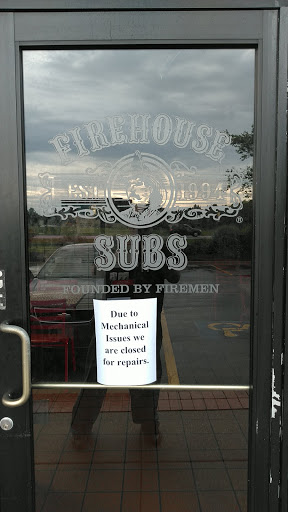 FIREHOUSE
EST. 1994
SUBS
®
FOUNDED BY FIREMEN
Due to
Mechanical
Issues we
are closed
for repairs.